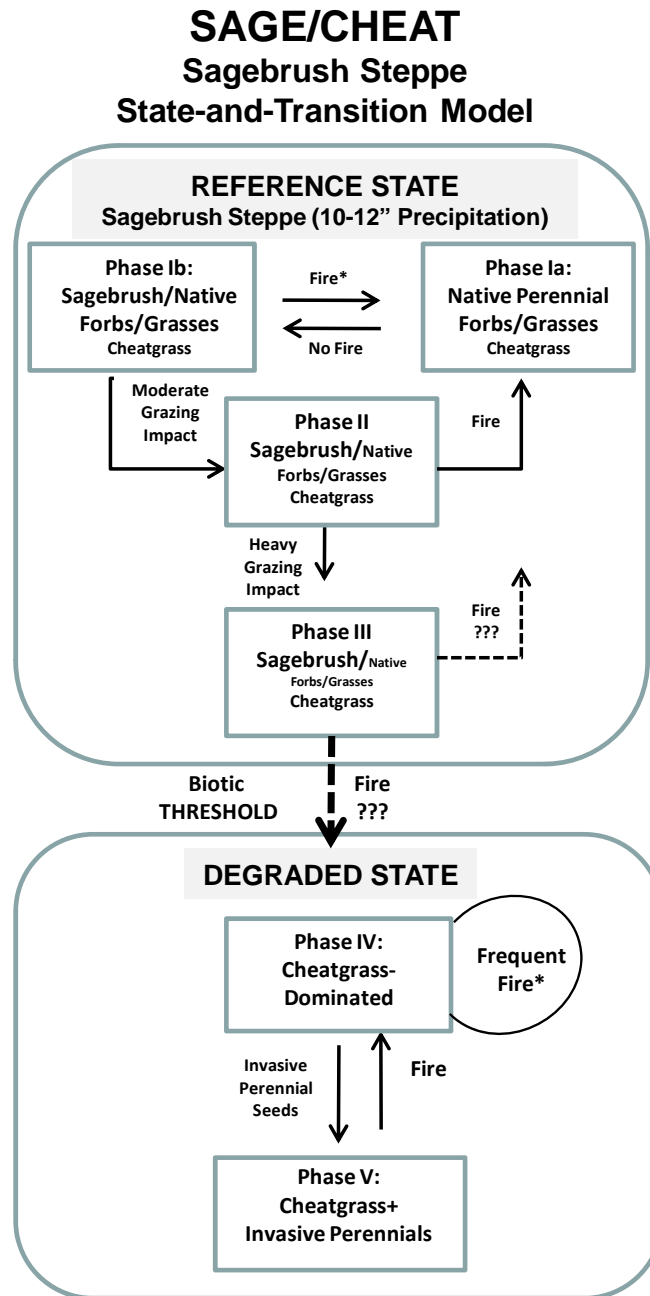 SAGE/CHEAT
Sagebrush Steppe
State-and-Transition Model
REFERENCE STATE
Sagebrush Steppe (10-12” Precipitation)
Phase Ib:
Sagebrush/Native
Forbs/Grasses
Cheatgrass
Fire*
No Fire
Phase Ia:
Native Perennial
Forbs/Grasses
Cheatgrass
Moderate
Grazing
Impact
Phase II
Sagebrush/Native
Forbs/Grasses
Cheatgrass
Fire
Heavy
Grazing
Impact
Phase III
Sagebrush/Native
Forbs/Grasses
Cheatgrass
Fire
???
Biotic
THRESHOLD
Fire
???
DEGRADED STATE
Phase IV:
Cheatgrass-
Dominated
Frequent
Fire*
Invasive
Perennial
Seeds
Fire
Phase V:
Cheatgrass+
Invasive Perennials